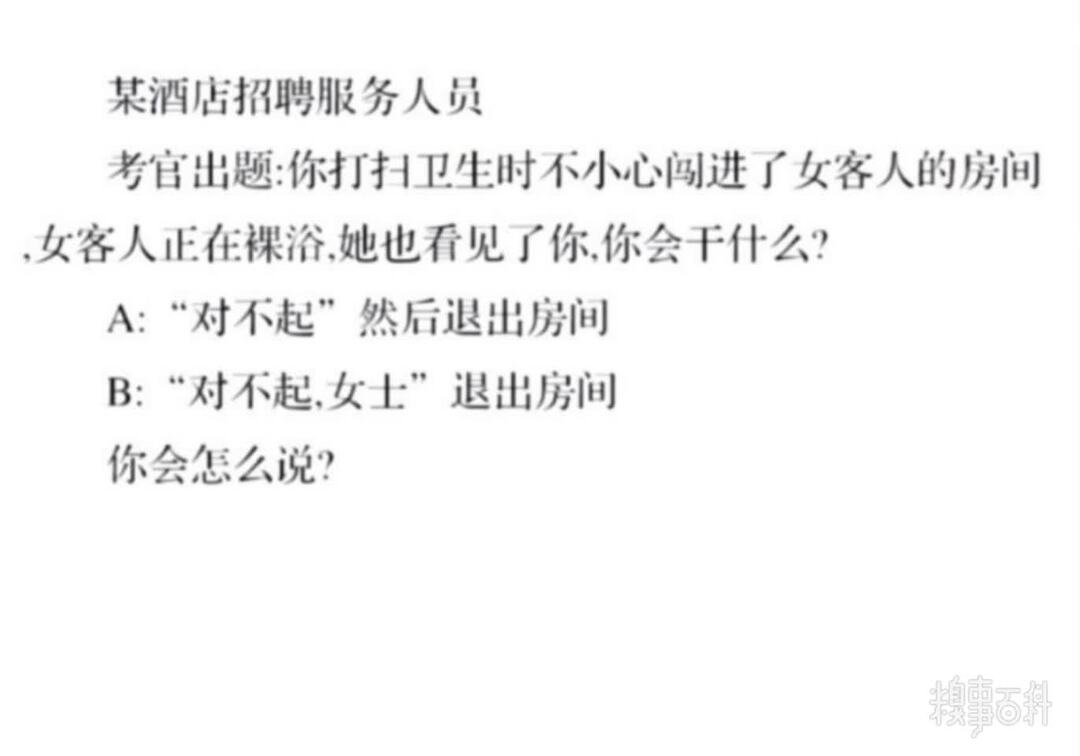 某酒店招聘服务人员
考官出题:你打扫卫生时不小心闯进了女客人的房间
,女客人正在裸浴,她也看见了你,你会干什么?
A:“对不起”然后退出房间
B:“对不起,女士”退出房间
你会怎么说?
糗事百科